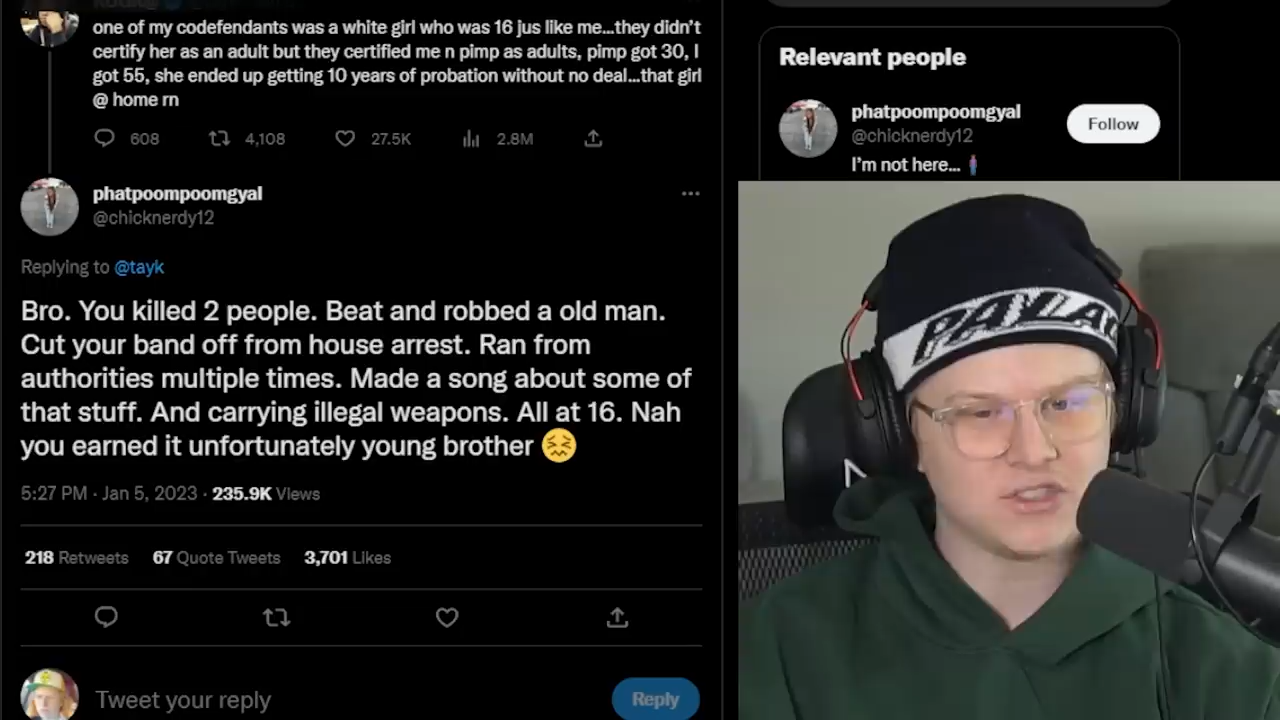 one of my codefendants was a white girl who was 16 jus like me...they didn't
certify her as an adult but they certified me n pimp as adults, pimp got 30, I
got 55, she ended up getting 10 years of probation without no deal...that girl
@ home rn
608 4,108 27.5K 2.8M
phatpoompoomgyal
@chicknerdy12
Replying to @tayk
Bro. You killed 2 people. Beat and robbed a old man.
Cut your band off from house arrest. Ran from
authorities multiple times. Made a song about some of
that stuff. And carrying illegal weapons. All at 16. Nah
you earned it unfortunately young brother 😖
5:27 PM · Jan 5, 2023 · 235.9K Views
218 Retweets 67 Quote Tweets 3,701 Likes
Tweet your reply
Reply
Relevant people
phatpoompoomgyal
@chicknerdy12
Follow
I'm not here... 🧍‍♀️